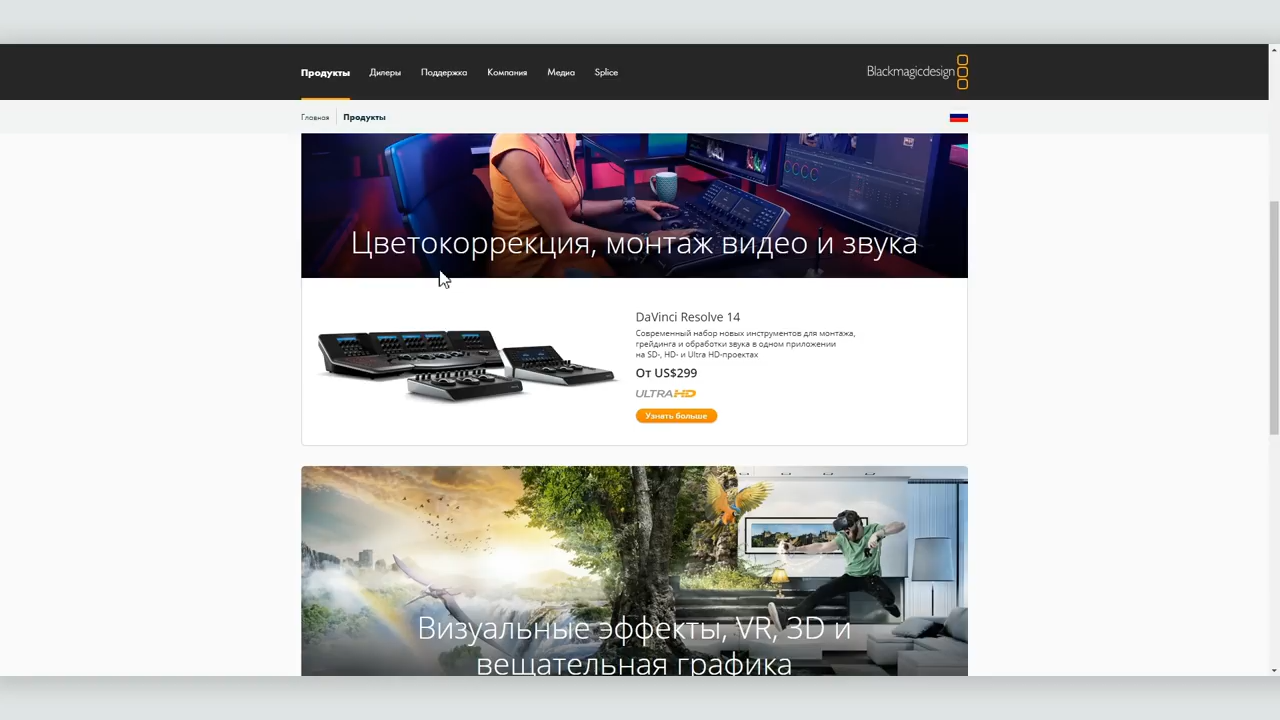 Продукты Дилеры Поддержка Компания Медиа Splice Blackmagicdesign
Главная Продукты
Цветокоррекция, монтаж видео и звука
DaVinci Resolve 14
Современный набор новых инструментов для монтажа,
грейдинга и обработки звука в одном приложении
на SD-, HD- и Ultra HD-проектах
От US$299
ULTRAHD
Узнать больше
Визуальные эффекты, VR, 3D и
вещательная графика